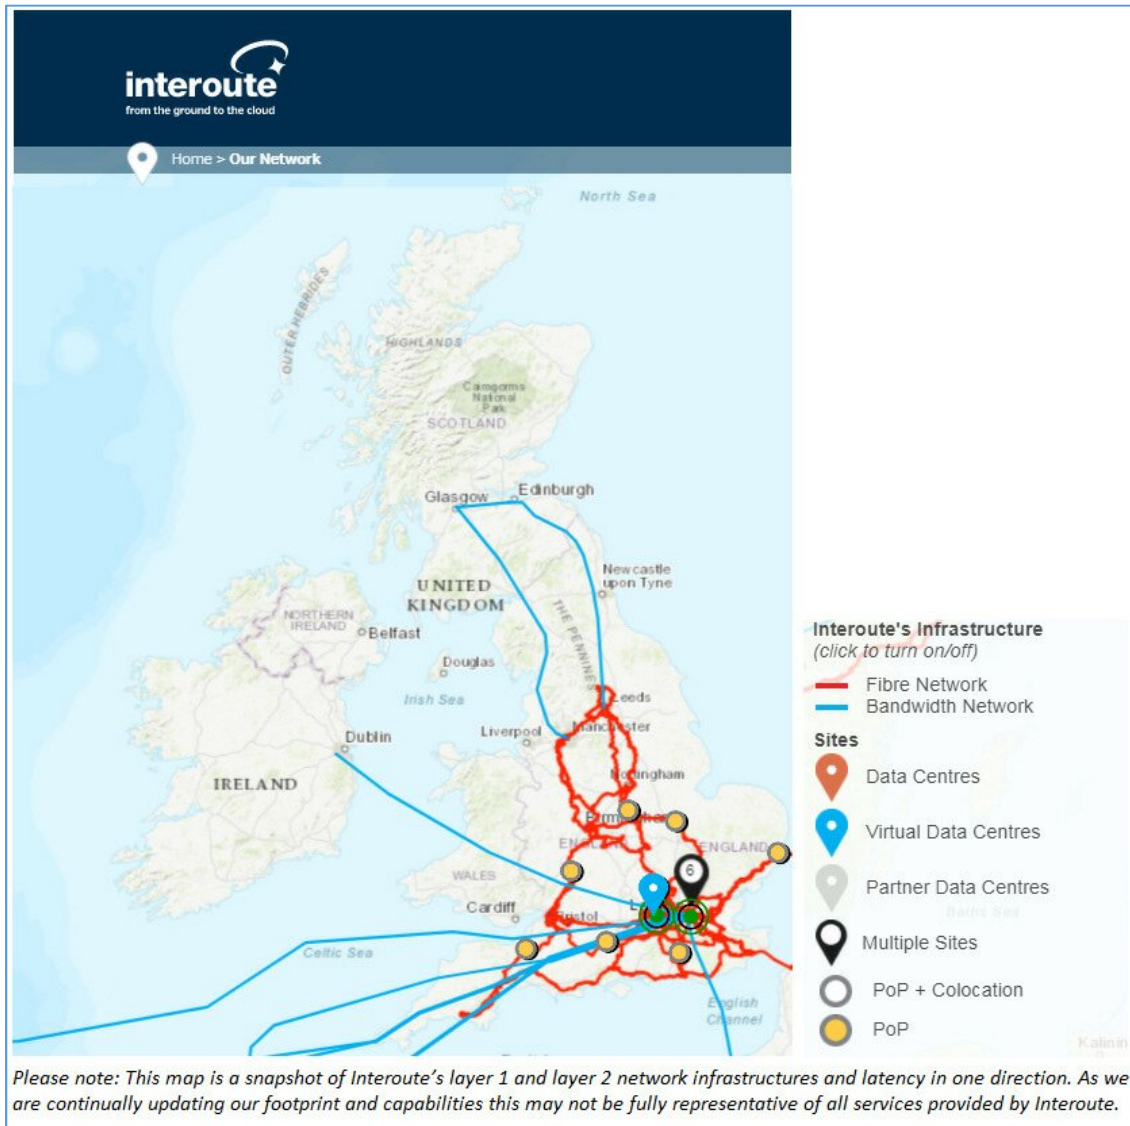 interoute
from the ground to the cloud
Home > Our Network
North Sea
OUTER HEBRIDES
HIGHLANDS
Cairngorms
National
Park
SCOTLAND
Glasgow
Edinburgh
Newcastle
upon Tyne
UNITED
KINGDOM
THE PENNINES
NORTHERN
IRELAND
Belfast
Douglas
Irish Sea
Leeds
Manchester
Liverpool
Dublin
IRELAND
ENGLAND
WALES
6
Cardiff
Bristol
Celtic Sea
English
Channel
Interoute's Infrastructure
(click to turn on/off)
Fibre Network
Bandwidth Network
Sites
Data Centres
Virtual Data Centres
Partner Data Centres
Multiple Sites
PoP + Colocation
PoP
Kalinin
Please note: This map is a snapshot of Interoute’s layer 1 and layer 2 network infrastructures and latency in one direction. As we
are continually updating our footprint and capabilities this may not be fully representative of all services provided by Interoute.